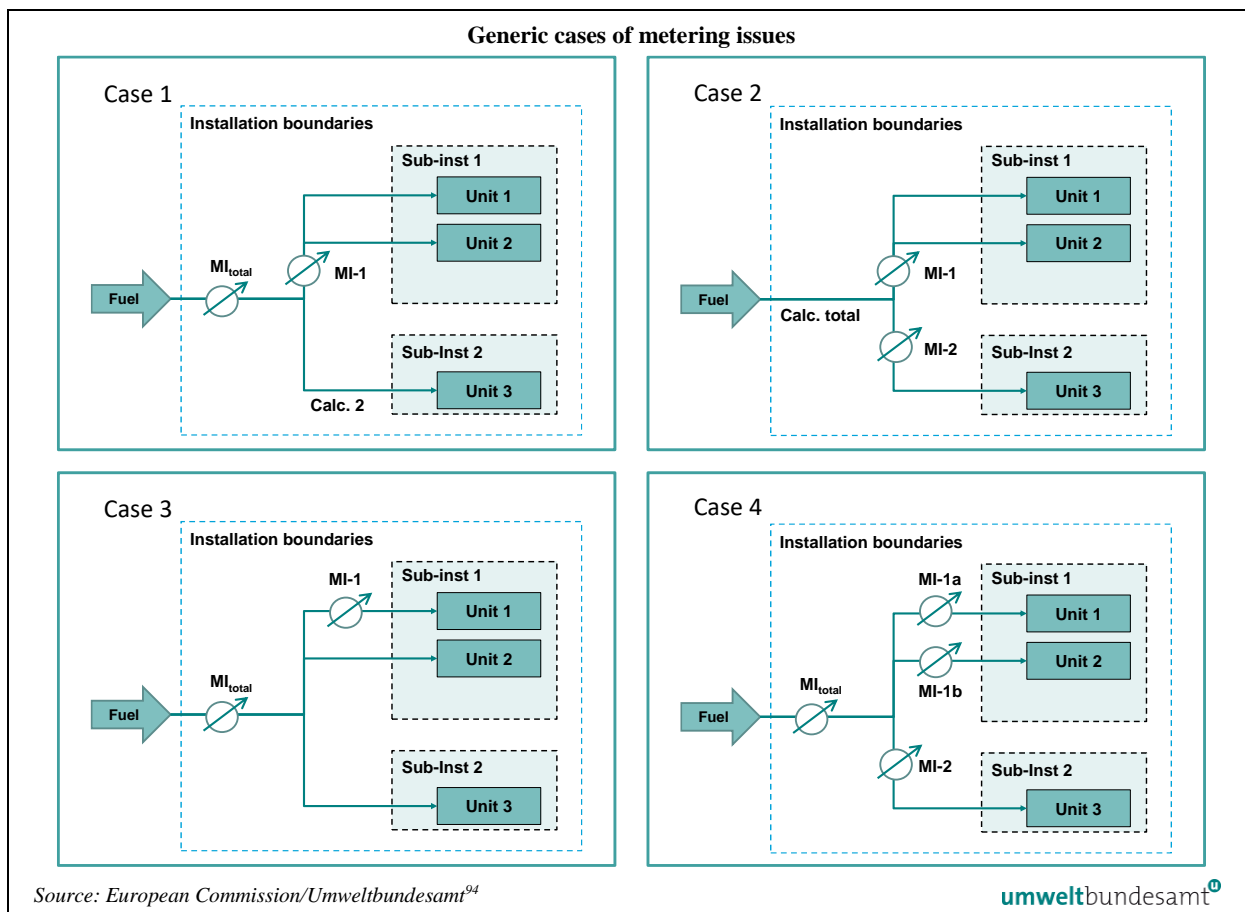 Generic cases of metering issues
Case 1
Installation boundaries
Sub-inst 1
Unit 1
Unit 2
MI-1
MItotal
Fuel
Sub-Inst 2
Unit 3
Calc. 2
Case 2
Installation boundaries
Sub-inst 1
Unit 1
Unit 2
MI-1
Fuel
Calc. total
MI-2
Sub-Inst 2
Unit 3
Case 3
Installation boundaries
MI-1
Sub-inst 1
Unit 1
Unit 2
MItotal
Fuel
Sub-Inst 2
Unit 3
Case 4
Installation boundaries
MI-1a
Sub-inst 1
Unit 1
Unit 2
MI-1b
MItotal
Fuel
MI-2
Sub-Inst 2
Unit 3
Source: European Commission/Umweltbundesamt94
umweltbundesamt u